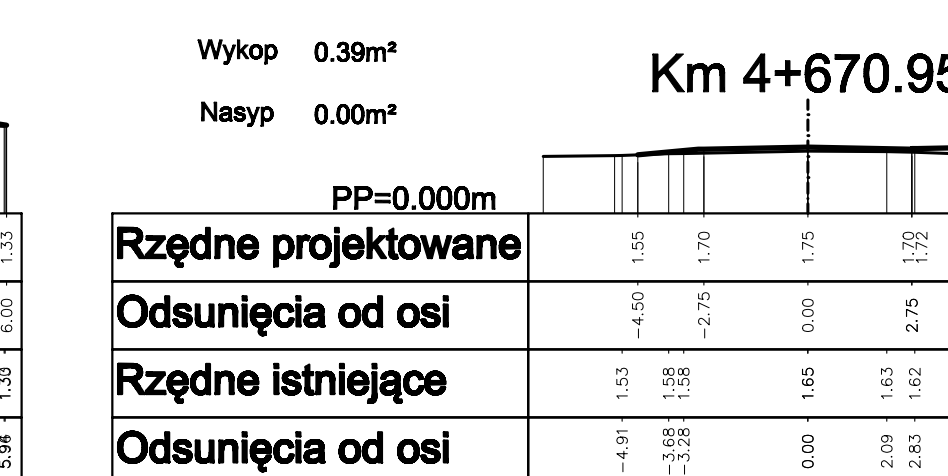 Wykop 0.39m²
Km 4+670.95
Nasyp 0.00m²
PP=0.000m
1.33 Rzędne projektowane 1.55 1.70 1.75 1.70 1.72
6.00 Odsunięcia od osi -4.50 -2.75 0.00 2.75
1.30 Rzędne istniejące 1.53 1.58 1.58 1.65 1.63 1.62
Odsunięcia od osi -4.91 -3.68 -3.28 0.00 2.09 2.83